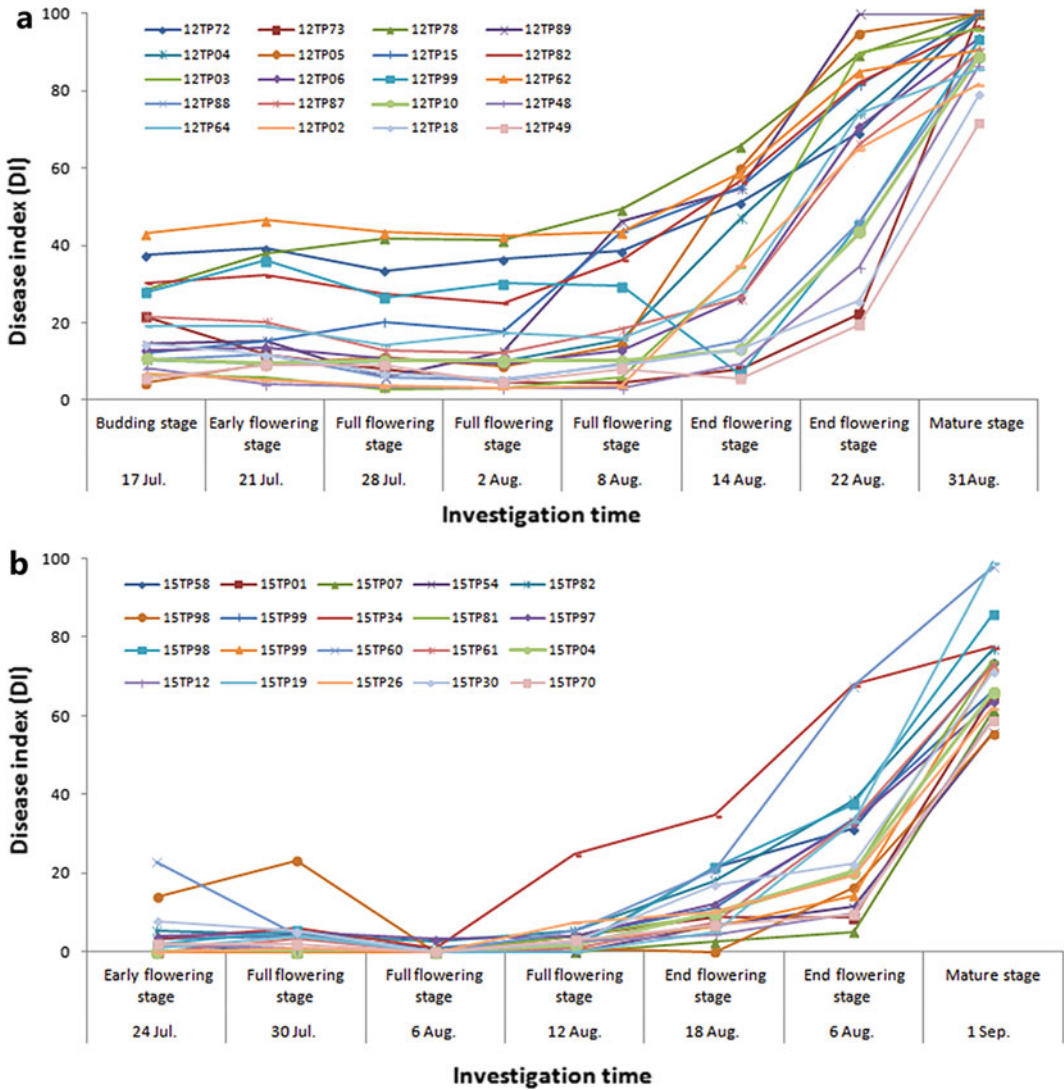 a
100
80
60
40
20
0
Disease index (DI)
12TP72 12TP73 12TP78 12TP89
12TP04 12TP05 12TP15 12TP82
12TP03 12TP06 12TP99 12TP62
12TP88 12TP87 12TP10 12TP48
12TP64 12TP02 12TP18 12TP49
Budding stage Early flowering stage Full flowering stage Full flowering stage Full flowering stage End flowering stage End flowering stage Mature stage
17 Jul. 21 Jul. 28 Jul. 2 Aug. 8 Aug. 14 Aug. 22 Aug. 31 Aug.
Investigation time
b
100
80
60
40
20
0
Disease index (DI)
15TP58 15TP01 15TP07 15TP54 15TP82
15TP98 15TP99 15TP34 15TP81 15TP97
15TP98 15TP99 15TP60 15TP61 15TP04
15TP12 15TP19 15TP26 15TP30 15TP70
Early flowering stage Full flowering stage Full flowering stage Full flowering stage End flowering stage End flowering stage Mature stage
24 Jul. 30 Jul. 6 Aug. 12 Aug. 18 Aug. 6 Aug. 1 Sep.
Investigation time